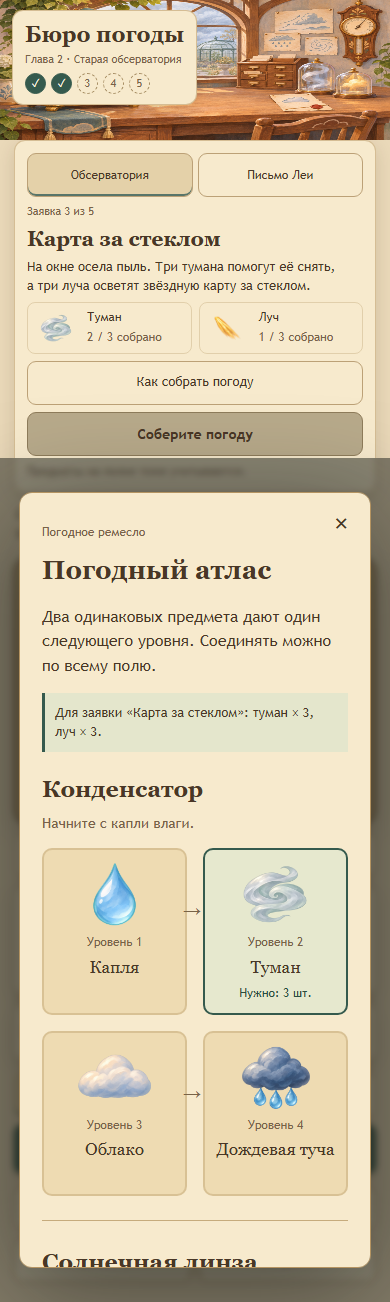 Бюро погоды
Глава 2 • Старая обсерватория
✓ ✓ 3 4 5
Обсерватория
Письмо Леи
Заявка 3 из 5
Карта за стеклом
На окне осела пыль. Три тумана помогут её снять,
а три луча осветят звёздную карту за стеклом.
Туман
2 / 3 собрано
Луч
1 / 3 собрано
Как собрать погоду
Соберите погоду
Погодное ремесло
✕
Погодный атлас
Два одинаковых предмета дают один
следующего уровня. Соединять можно
по всему полю.
Для заявки «Карта за стеклом»: туман × 3,
луч × 3.
Конденсатор
Начните с капли влаги.
Уровень 1
Капля
→
Уровень 2
Туман
Нужно: 3 шт.
Уровень 3
Облако
→
Уровень 4
Дождевая туча
Солнечная линза